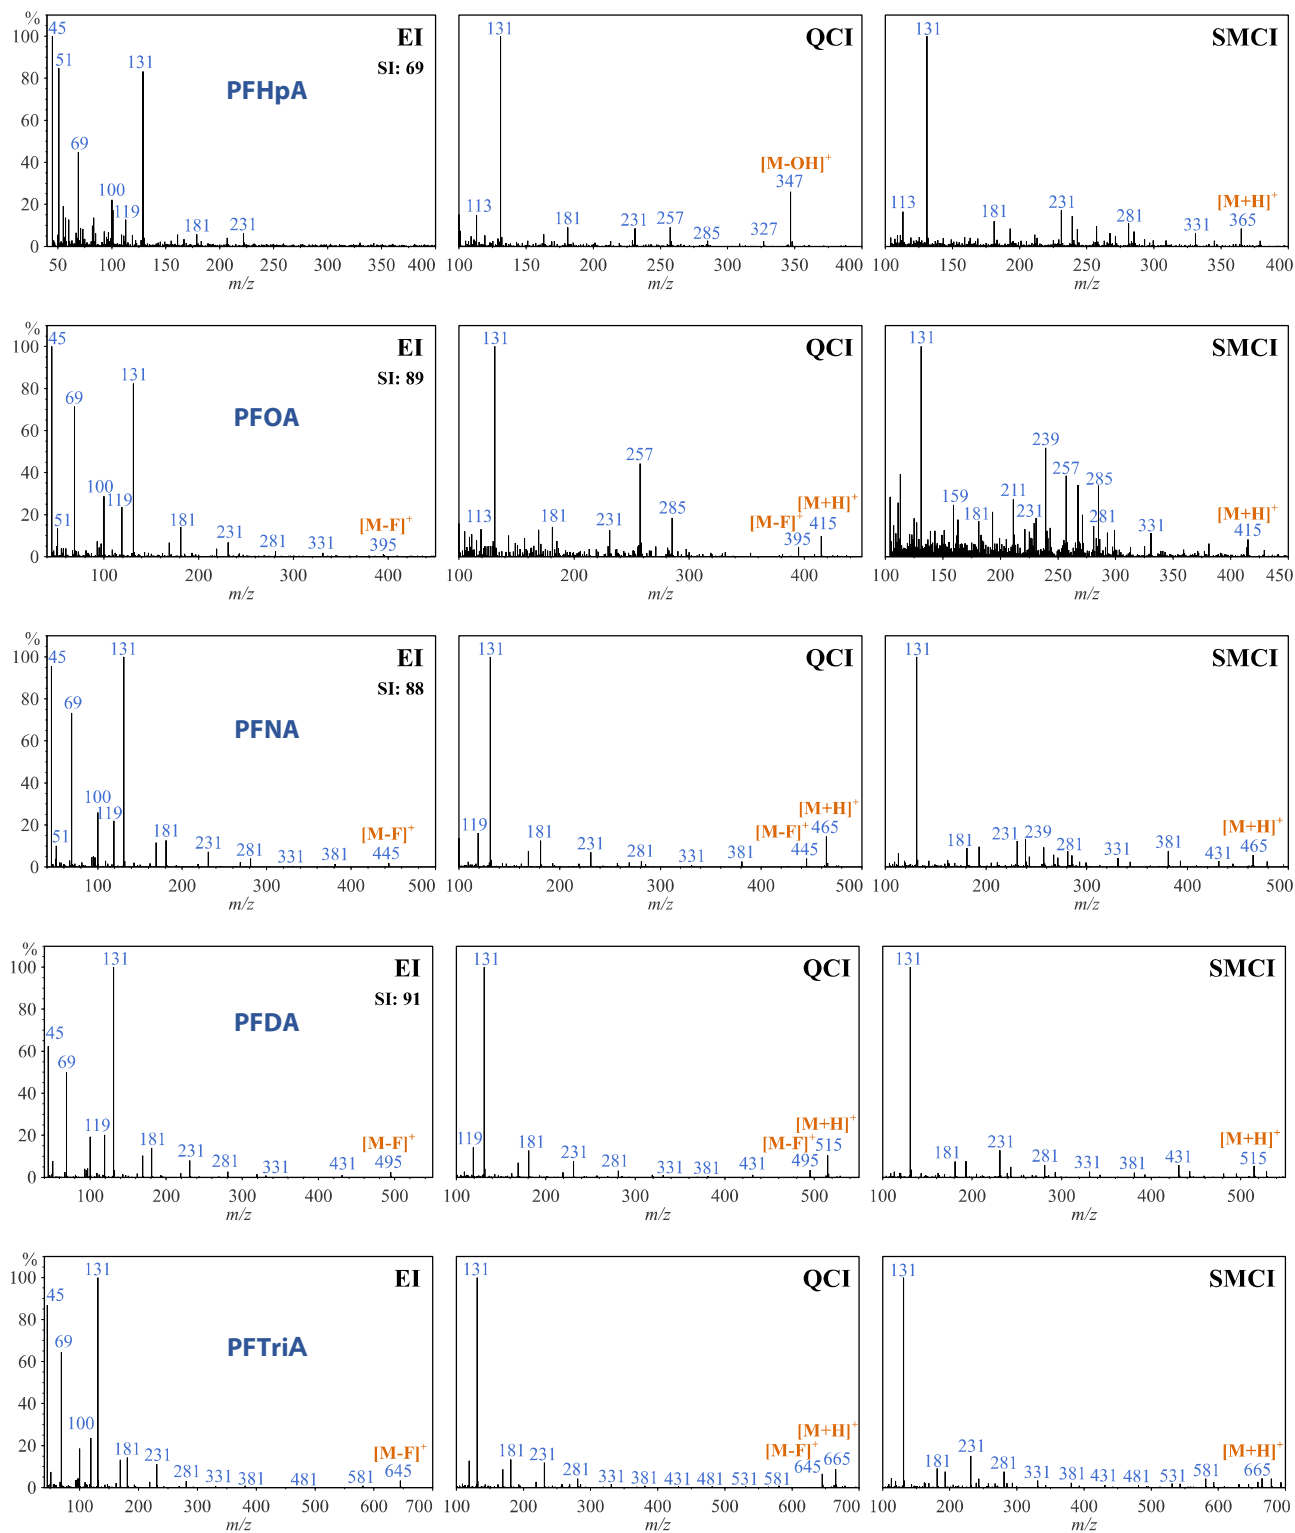 %
100
80
60
40
20
0
45
51
69
100
119
131
181
231
EI
SI: 69
PFHpA
50 100 150 200 250 300 350 400
m/z
131
113
181
231
257
285
327
347
[M-OH]+
QCI
100 150 200 250 300 350 400
m/z
131
113
181
231
281
331
365
[M+H]+
SMCI
100 150 200 250 300 350 400
m/z
%
100
80
60
40
20
0
45
51
69
100
119
131
181
231
281
331
395
[M-F]+
EI
SI: 89
PFOA
100 200 300 400
m/z
131
113
181
231
257
285
395
415
[M-F]+
[M+H]+
QCI
100 200 300 400
m/z
131
159
181
211
231
239
257
281
285
331
415
[M+H]+
SMCI
100 150 200 250 300 350 400 450
m/z
%
100
80
60
40
20
0
45
51
69
100
119
131
181
231
281
331
381
445
[M-F]+
EI
SI: 88
PFNA
100 200 300 400 500
m/z
119
131
181
231
281
331
381
445
465
[M-F]+
[M+H]+
QCI
100 200 300 400 500
m/z
131
181
231
239
281
331
381
431
465
[M+H]+
SMCI
100 200 300 400 500
m/z
%
100
80
60
40
20
0
45
69
119
131
181
231
281
331
431
495
[M-F]+
EI
SI: 91
PFDA
100 200 300 400 500
m/z
119
131
181
231
281
331
381
431
495
515
[M-F]+
[M+H]+
QCI
100 200 300 400 500
m/z
131
181
231
281
331
381
431
515
[M+H]+
SMCI
100 200 300 400 500
m/z
%
100
80
60
40
20
0
45
69
100
131
181
231
281
331
381
481
581
645
[M-F]+
EI
PFTriA
100 200 300 400 500 600 700
m/z
131
181
231
281
331
381
431
481
531
581
645
665
[M-F]+
[M+H]+
QCI
100 200 300 400 500 600 700
m/z
131
181
231
281
331
381
431
481
531
581
665
[M+H]+
SMCI
100 200 300 400 500 600 700
m/z